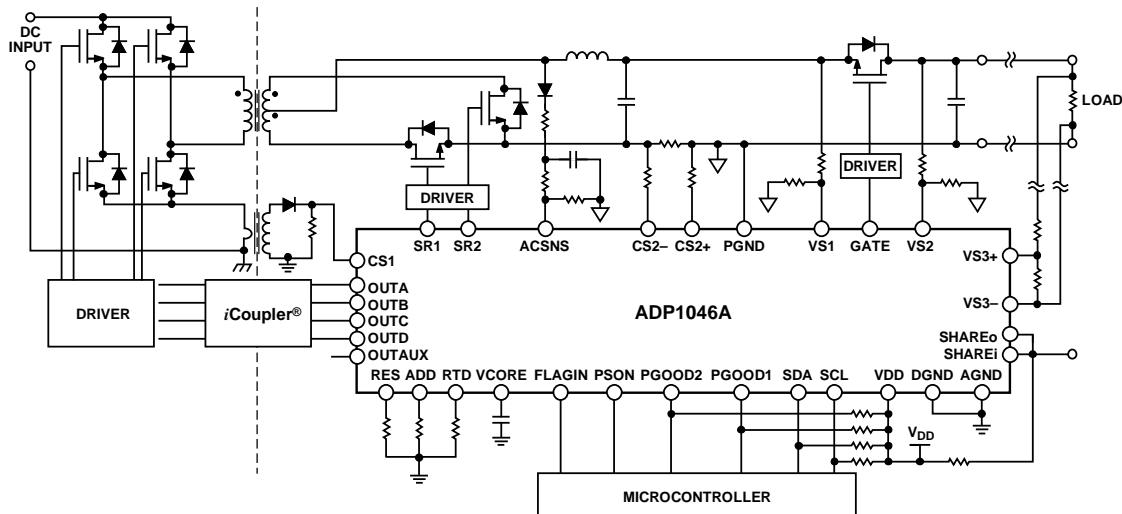 DC
INPUT
LOAD
DRIVER
DRIVER
SR1 SR2 ACSNS CS2– CS2+ PGND VS1 GATE VS2
CS1
VS3+
OUTA
OUTB
OUTC
OUTD
OUTAUX
DRIVER
iCoupler®
ADP1046A
VS3–
SHAREo
SHAREi
RES ADD RTD VCORE FLAGIN PSON PGOOD2 PGOOD1 SDA SCL VDD DGND AGND
VDD
MICROCONTROLLER